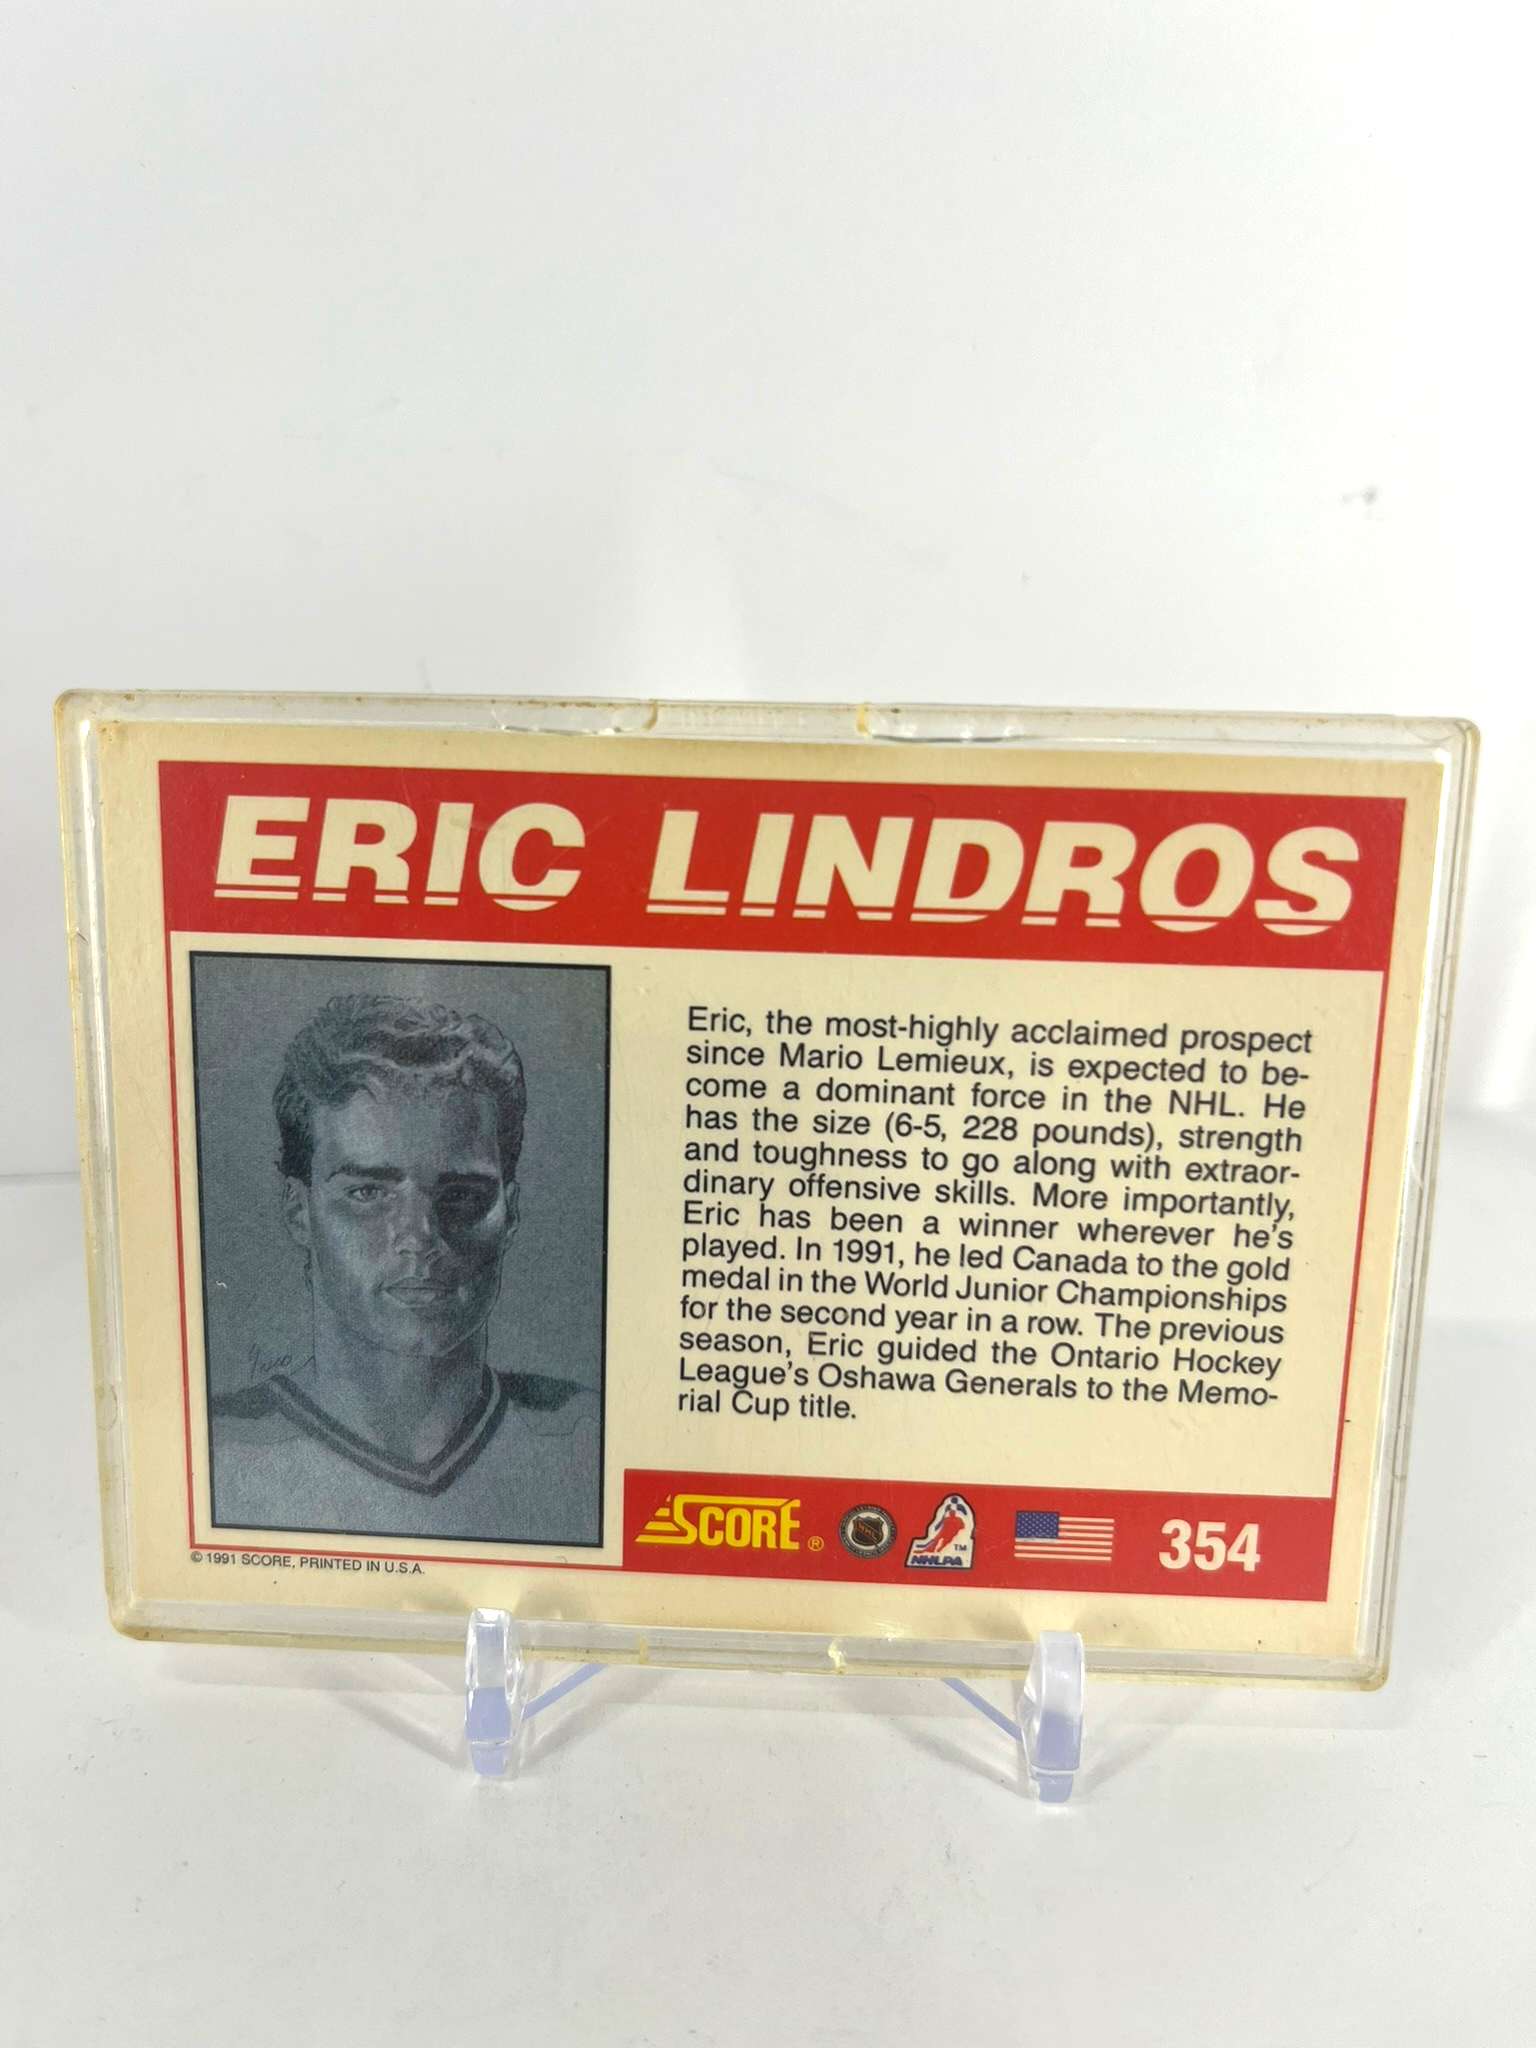 ERIC LINDROS
Eric, the most-highly acclaimed prospect
since Mario Lemieux, is expected to be-
come a dominant force in the NHL. He
has the size (6-5, 228 pounds), strength
and toughness to go along with extraor-
dinary offensive skills. More importantly,
Eric has been a winner wherever he's
played. In 1991, he led Canada to the gold
medal in the World Junior Championships
for the second year in a row. The previous
season, Eric guided the Ontario Hockey
League's Oshawa Generals to the Memo-
rial Cup title.
SCORE ® NHL NHLPA ™ 354
© 1991 SCORE, PRINTED IN U.S.A.